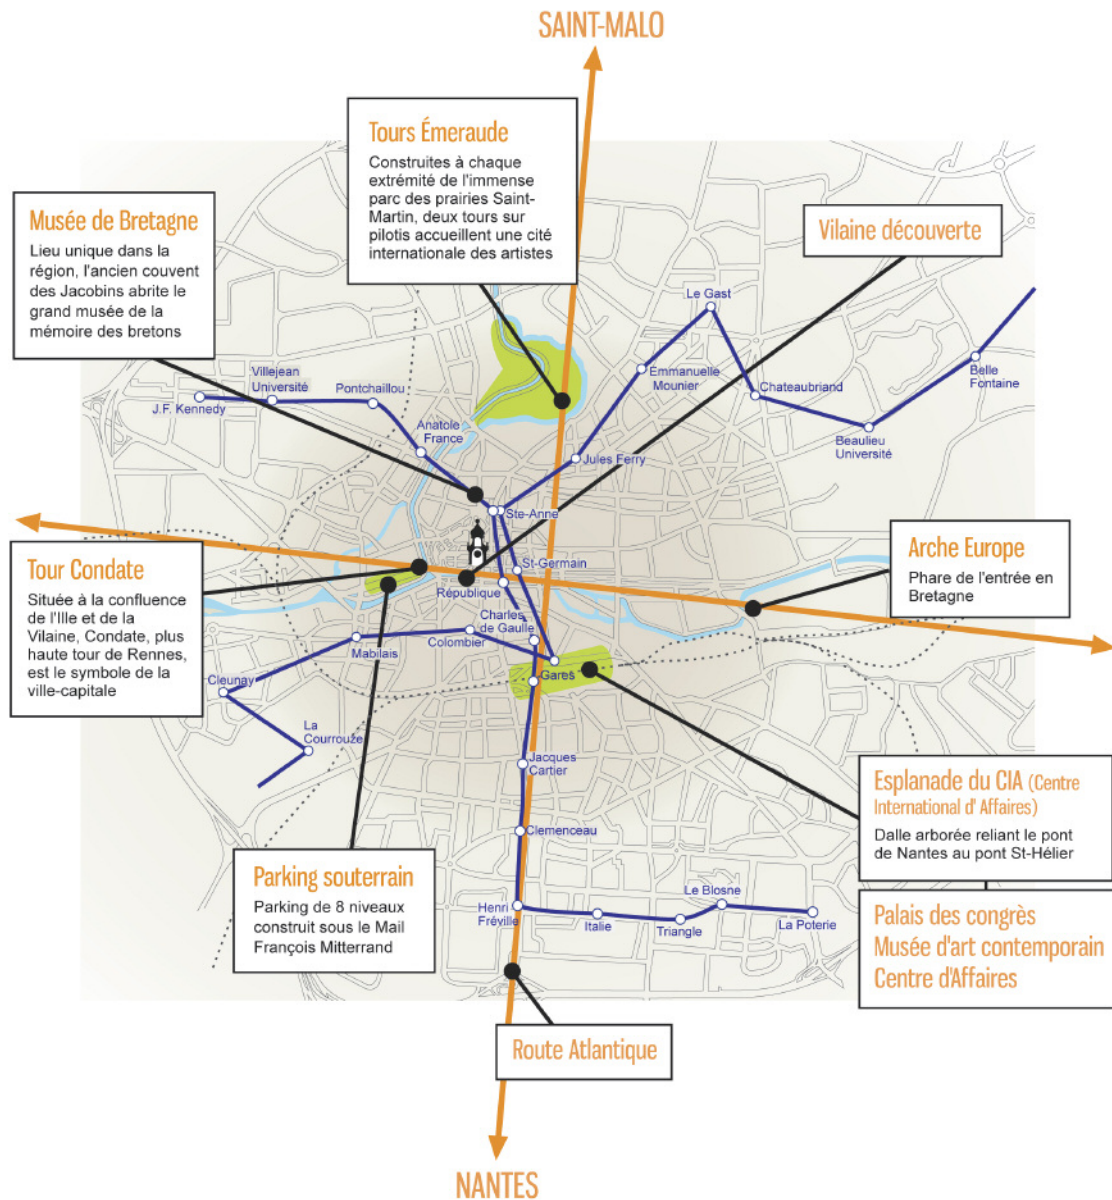 SAINT-MALO
Tours Émeraude
Construites à chaque
extrémité de l'immense
parc des prairies Saint-
Martin, deux tours sur
pilotis accueillent une cité
internationale des artistes
Musée de Bretagne
Lieu unique dans la
région, l'ancien couvent
des Jacobins abrite le
grand musée de la
mémoire des bretons
Vilaine découverte
Le Gast
Emmanuelle
Mounier
Belle
Fontaine
Villejean
Université
Pontchaillou
J.F. Kennedy
Chateaubriand
Anatole
France
Beaulieu
Université
Jules Ferry
Ste-Anne
Tour Condate
Située à la confluence
de l'Ille et de la
Vilaine, Condate, plus
haute tour de Rennes,
est le symbole de la
ville-capitale
St-Germain
République
Arche Europe
Phare de l'entrée en
Bretagne
Charles
de Gaulle
Colombier
Mabilais
Cleunay
Gares
La
Courrouze
Jacques
Cartier
Esplanade du CIA (Centre
International d' Affaires)
Dalle arborée reliant le pont
de Nantes au pont St-Hélier
Clemenceau
Parking souterrain
Parking de 8 niveaux
construit sous le Mail
François Mitterrand
Henri
Fréville
Italie
Triangle
Le Blosne
La Poterie
Palais des congrès
Musée d'art contemporain
Centre d'Affaires
Route Atlantique
NANTES